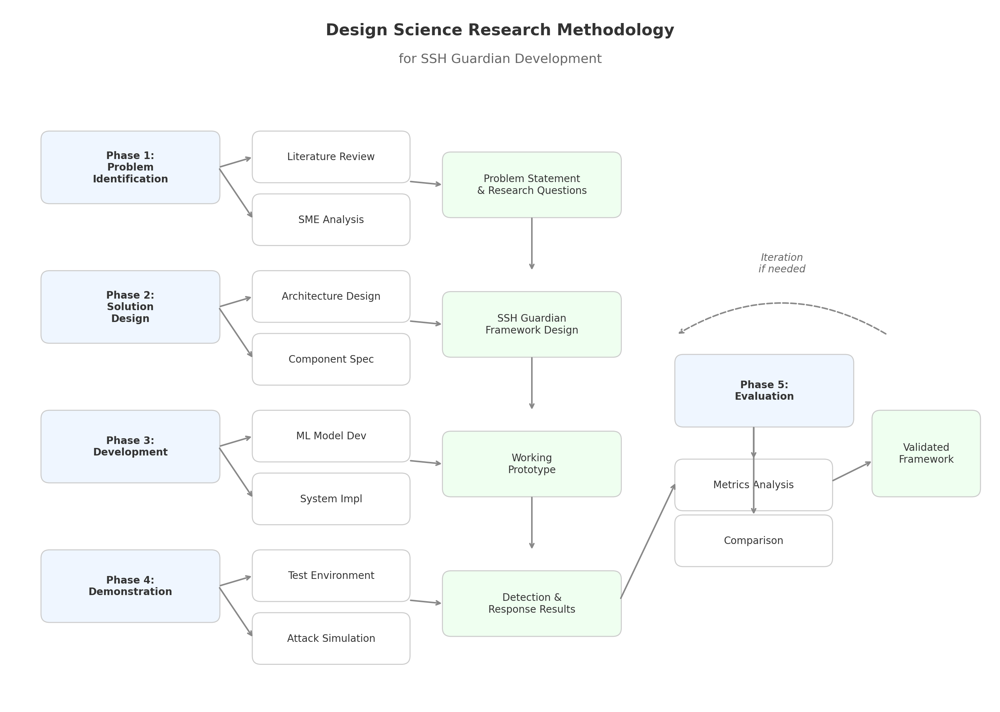 Design Science Research Methodology
for SSH Guardian Development
Phase 1:
Problem
Identification
Literature Review
SME Analysis
Problem Statement
& Research Questions
Phase 2:
Solution
Design
Architecture Design
Component Spec
SSH Guardian
Framework Design
Phase 3:
Development
ML Model Dev
System Impl
Working
Prototype
Phase 4:
Demonstration
Test Environment
Attack Simulation
Detection &
Response Results
Iteration
if needed
Phase 5:
Evaluation
Metrics Analysis
Comparison
Validated
Framework